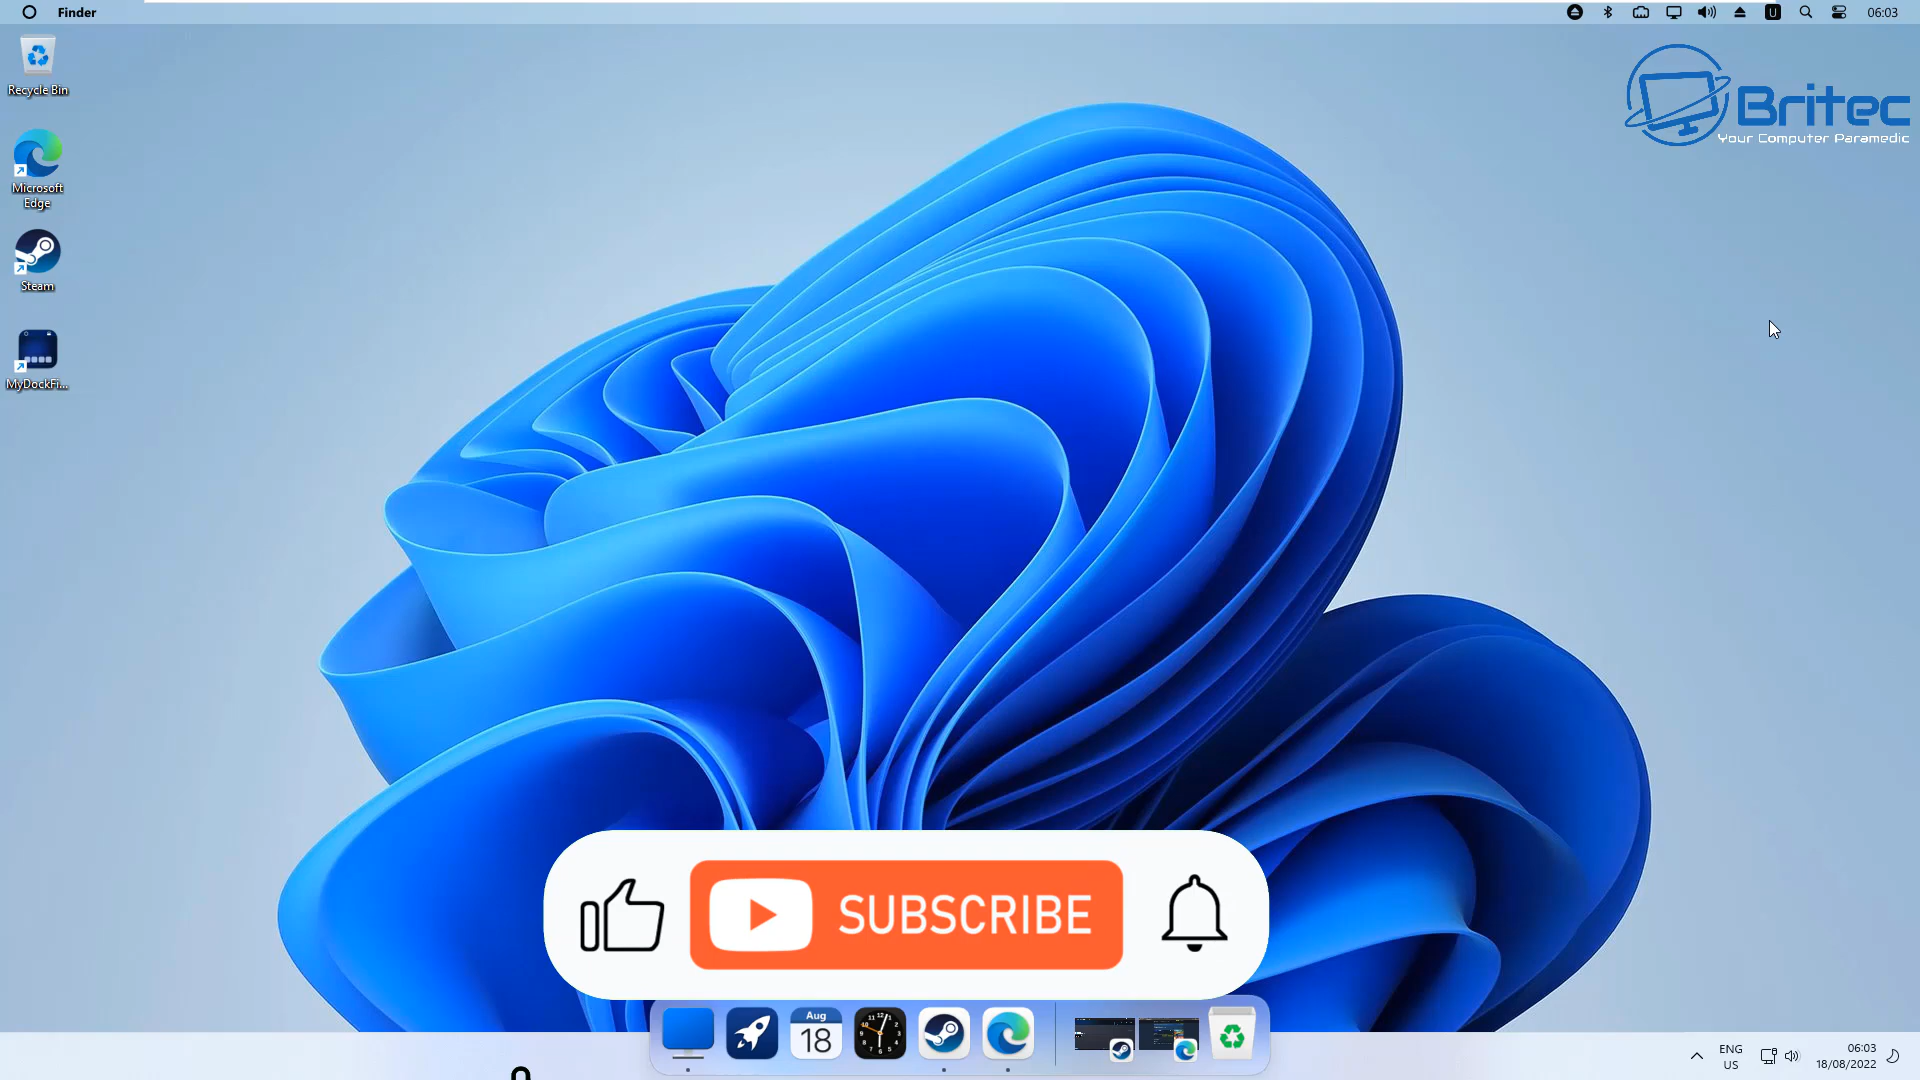 Finder
U
06:03
Recycle Bin
Britec
Your Computer Paramedic
Microsoft
Edge
Steam
MyDockFi...
SUBSCRIBE
Aug
18
ENG
US
06:03
18/08/2022